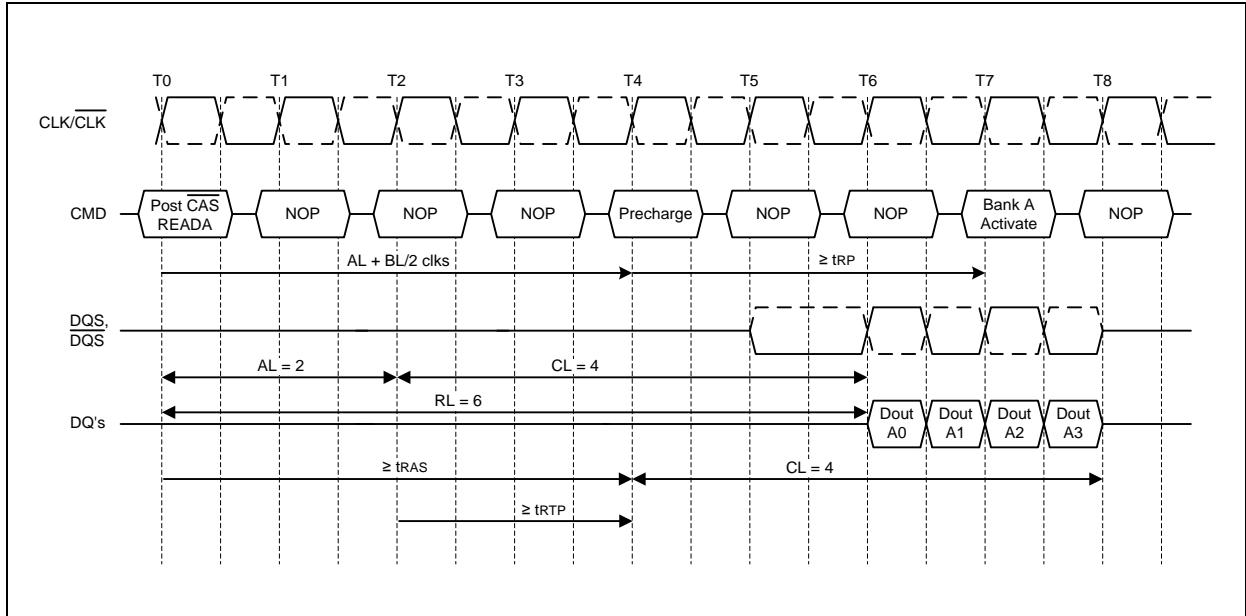 T0 T1 T2 T3 T4 T5 T6 T7 T8
CLK/CLK
CMD
Post CAS
READA
NOP
NOP
NOP
Precharge
NOP
NOP
Bank A
Activate
NOP
AL + BL/2 clks
≥ tRP
DQS,
DQS
AL = 2
CL = 4
RL = 6
DQ's
Dout
A0
Dout
A1
Dout
A2
Dout
A3
≥ tRAS
CL = 4
≥ tRTP